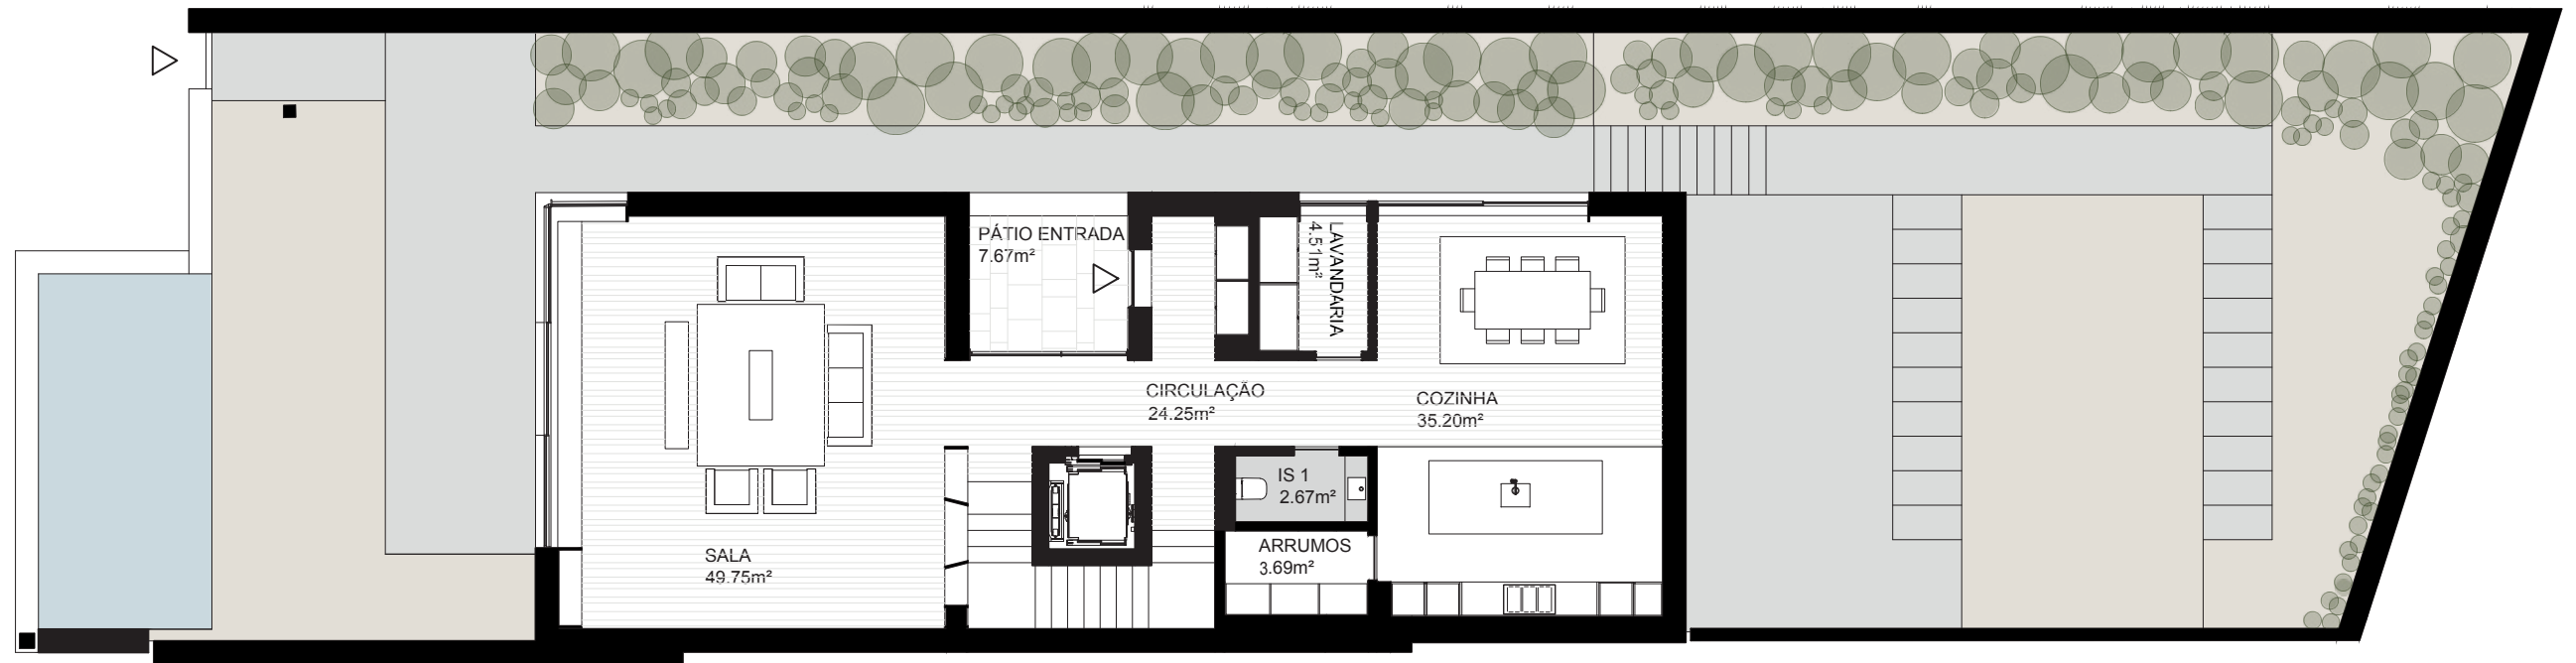 PÁTIO ENTRADA
7.67m²
LAVANDARIA
4.51m²
CIRCULAÇÃO
24.25m²
COZINHA
35.20m²
IS 1
2.67m²
ARRUMOS
3.69m²
SALA
49.75m²